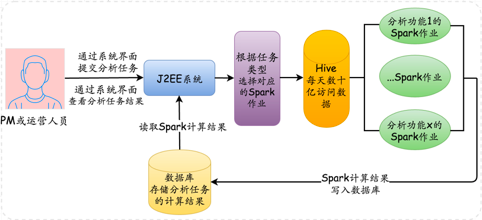 通过系统界面
提交分析任务
通过系统界面
查看分析任务结果
PM或运营人员
J2EE系统
根据任务
类型
选择对应
的Spark
作业
Hive
每天数十
亿访问数
据
分析功能1的
Spark作业
...Spark作业
分析功能x的
Spark作业
读取Spark计算结果
数据库
存储分析任务
的计算结果
Spark计算结果
写入数据库